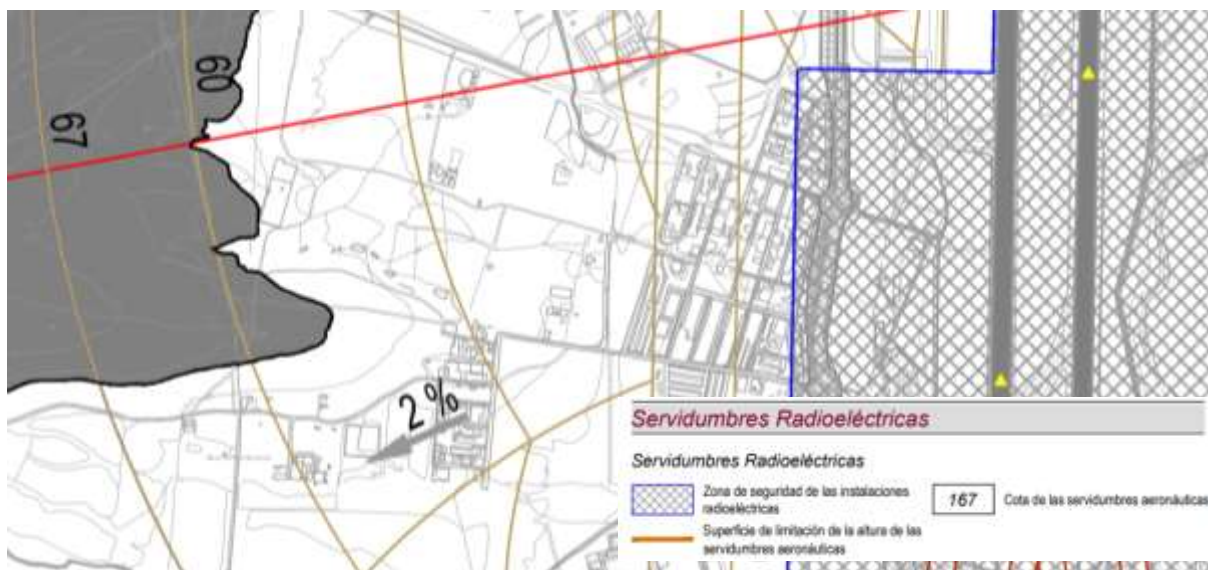 60
67
2%
Servidumbres Radioeléctricas
Servidumbres Radioeléctricas
Zona de seguridad de las instalaciones
radioeléctricas
167
Cota de las servidumbres aeronáuticas
Superficie de limitación de la altura de las
servidumbres aeronáuticas